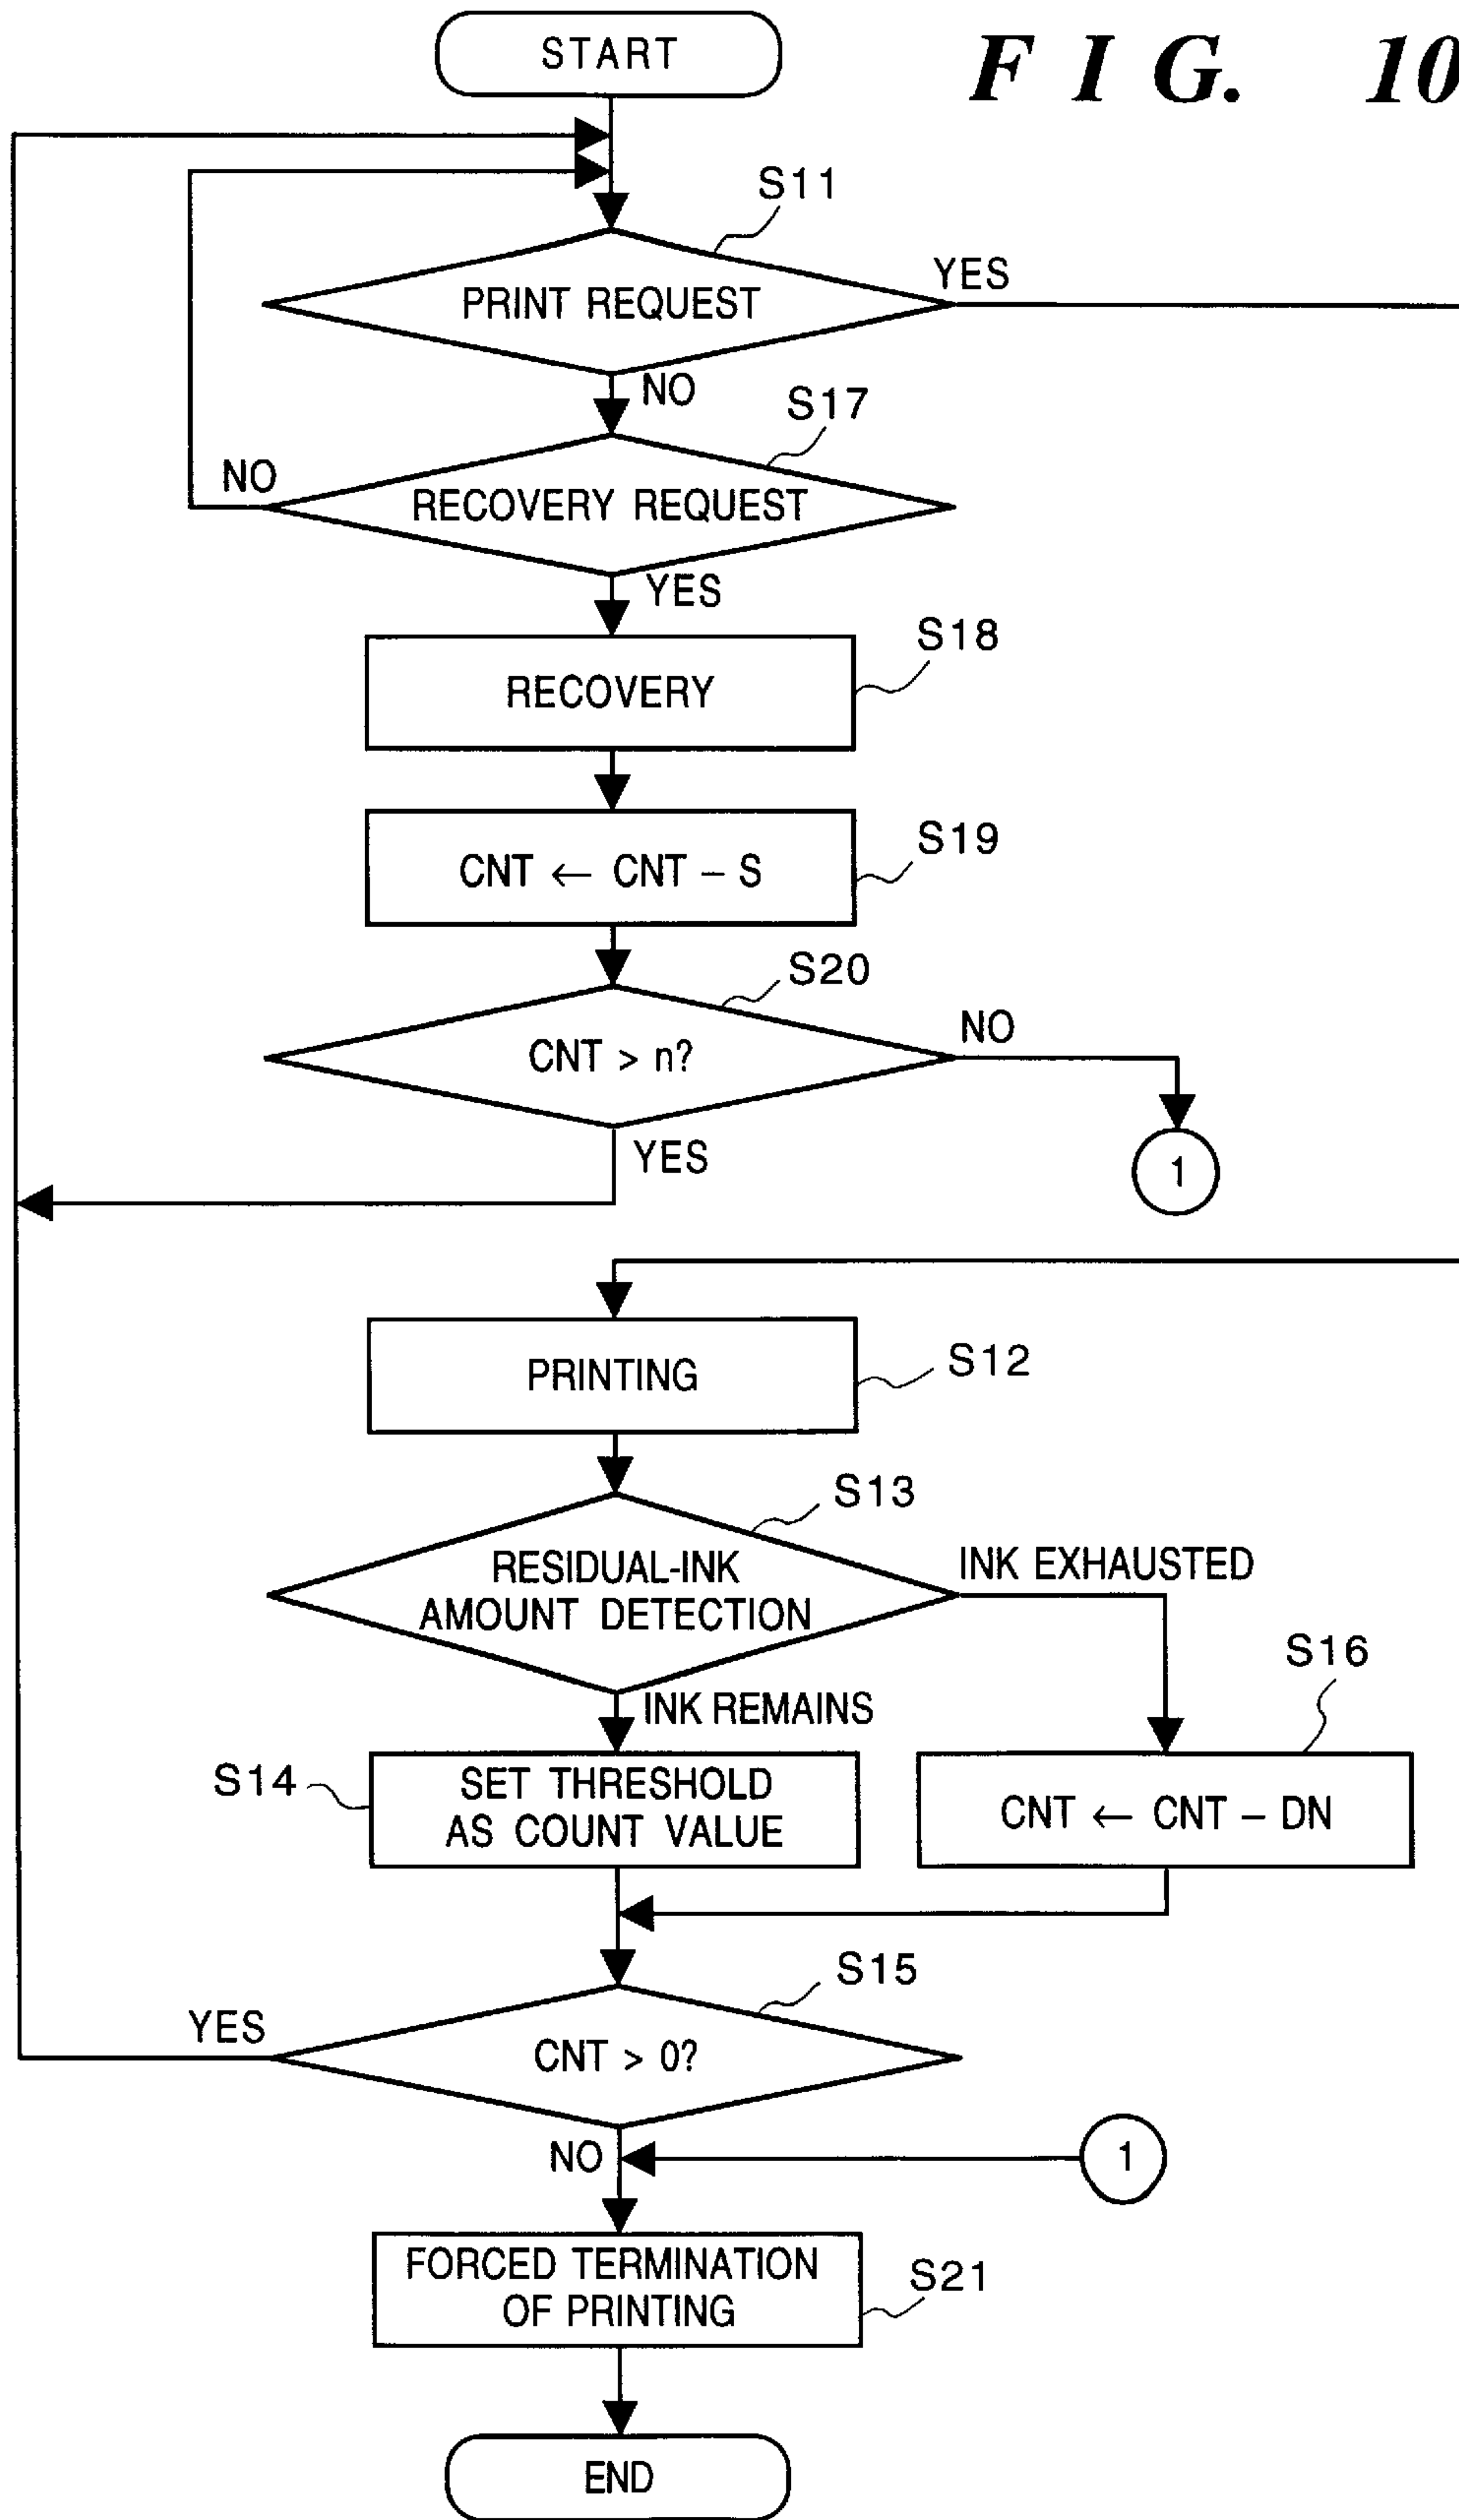 START
FIG. 10
S11
PRINT REQUEST
YES
NO
S17
RECOVERY REQUEST
NO
YES
S18
RECOVERY
S19
CNT ← CNT – S
S20
CNT > n?
NO
1
YES
S12
PRINTING
S13
RESIDUAL-INK
AMOUNT DETECTION
INK EXHAUSTED
INK REMAINS
S14
SET THRESHOLD
AS COUNT VALUE
S16
CNT ← CNT – DN
S15
CNT > 0?
YES
NO
1
FORCED TERMINATION
OF PRINTING
S21
END